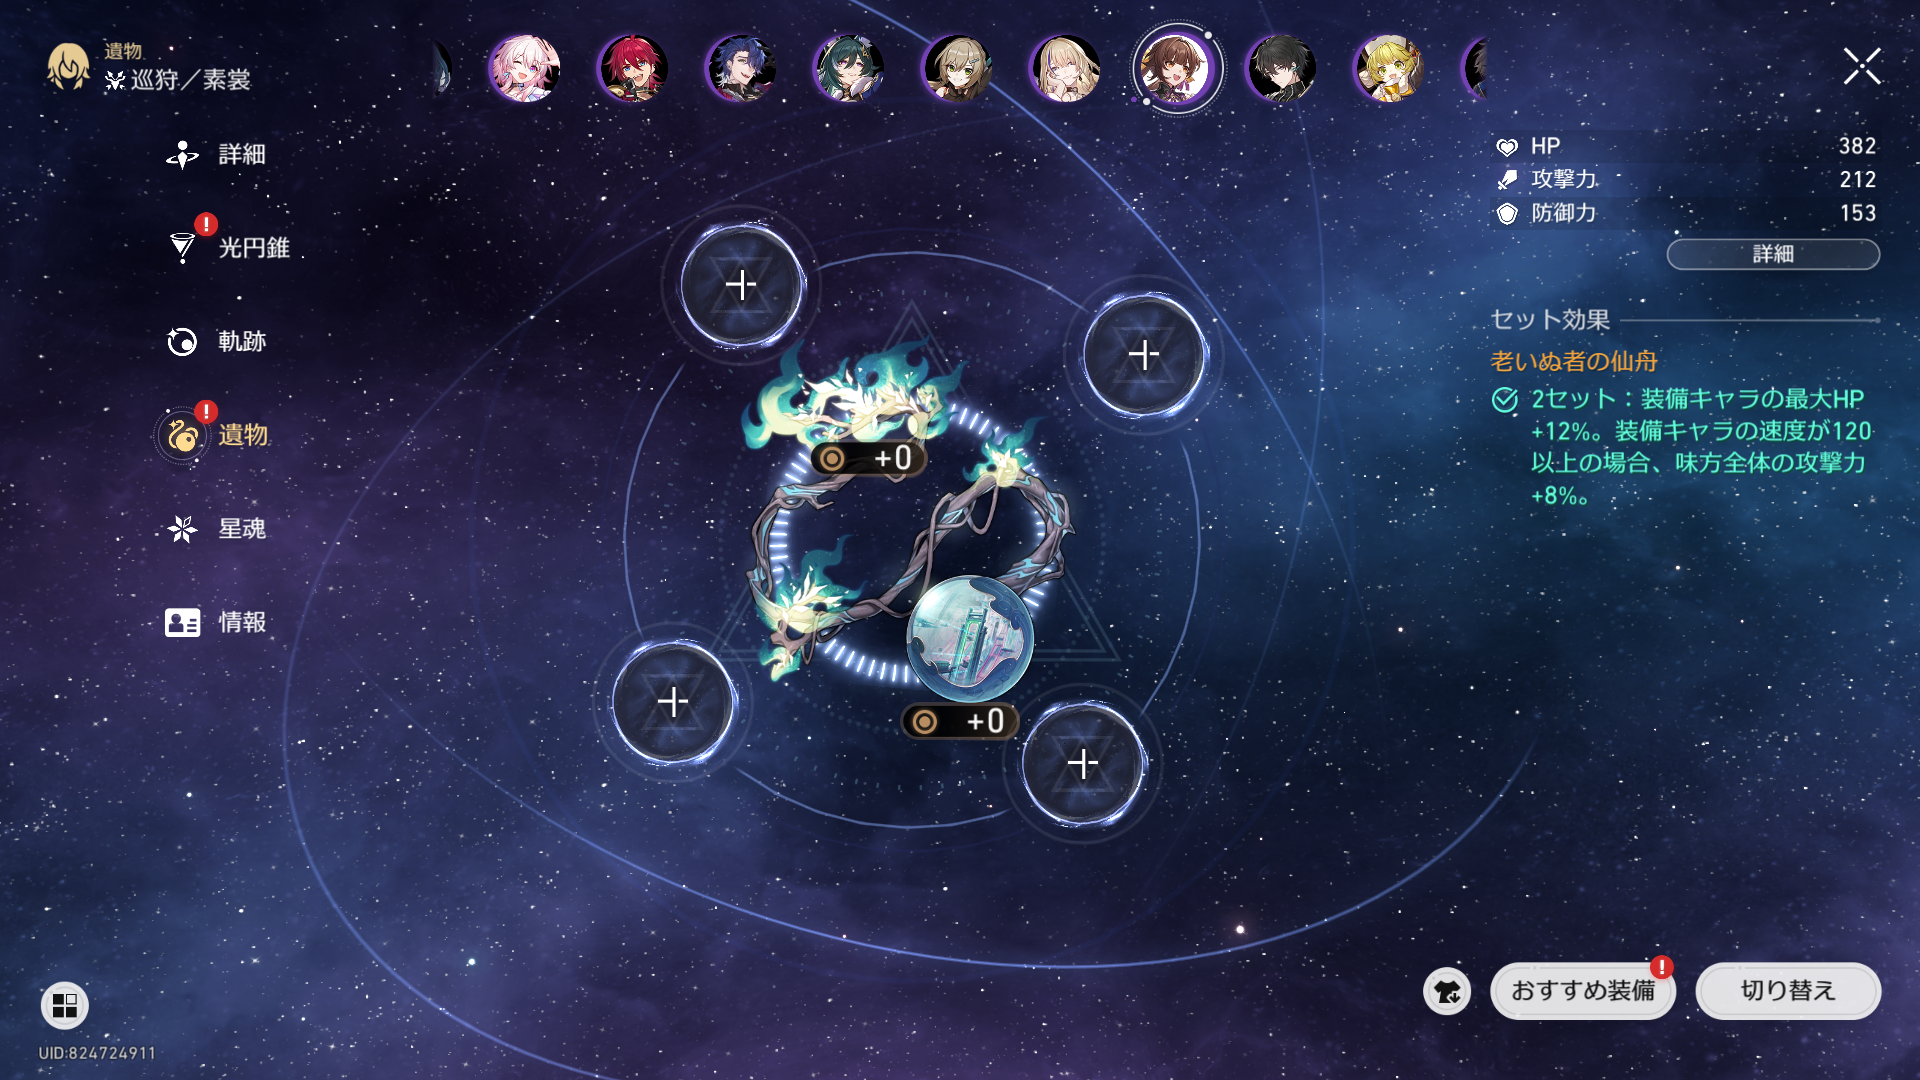 遺物
巡狩／素裳
詳細
光円錐
軌跡
遺物
星魂
情報
+0
+0
HP 382
攻撃力 212
防御力 153
詳細
セット効果
老いぬ者の仙舟
2セット：装備キャラの最大HP
+12%。装備キャラの速度が120
以上の場合、味方全体の攻撃力
+8%。
おすすめ装備
切り替え
UID:824724911